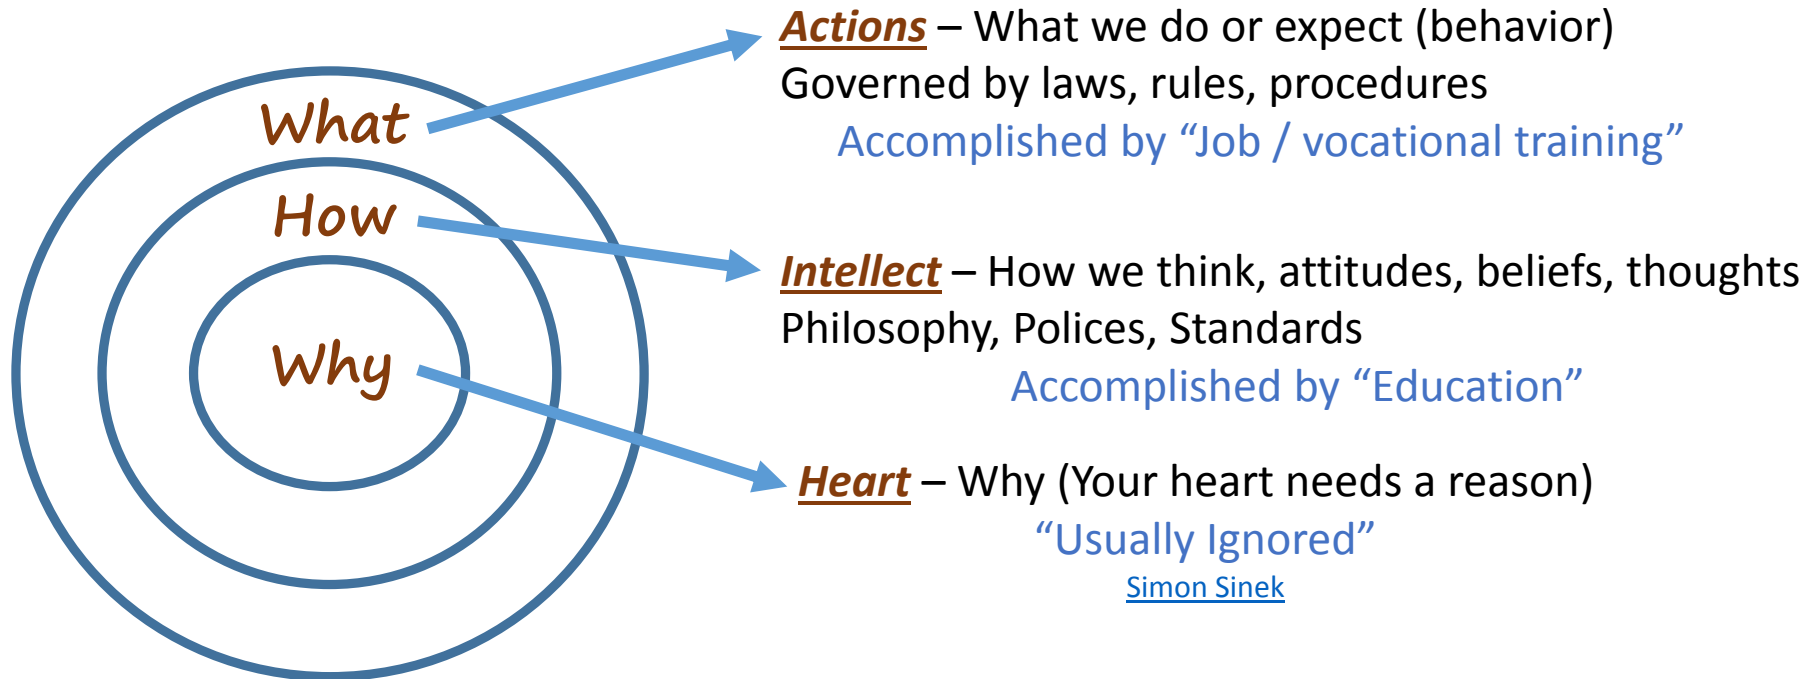 What
How
Why
Actions – What we do or expect (behavior)
Governed by laws, rules, procedures
Accomplished by “Job / vocational training”
Intellect – How we think, attitudes, beliefs, thoughts
Philosophy, Polices, Standards
Accomplished by “Education”
Heart – Why (Your heart needs a reason)
“Usually Ignored”
Simon Sinek